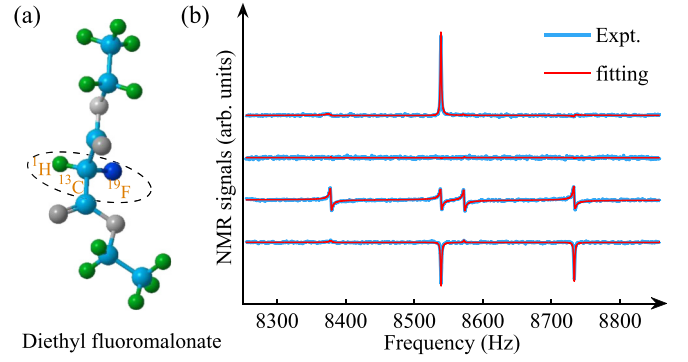 (a)
¹H
¹³C
¹⁹F
Diethyl fluoromalonate
(b)
NMR signals (arb. units)
Expt.
fitting
8300 8400 8500 8600 8700 8800
Frequency (Hz)